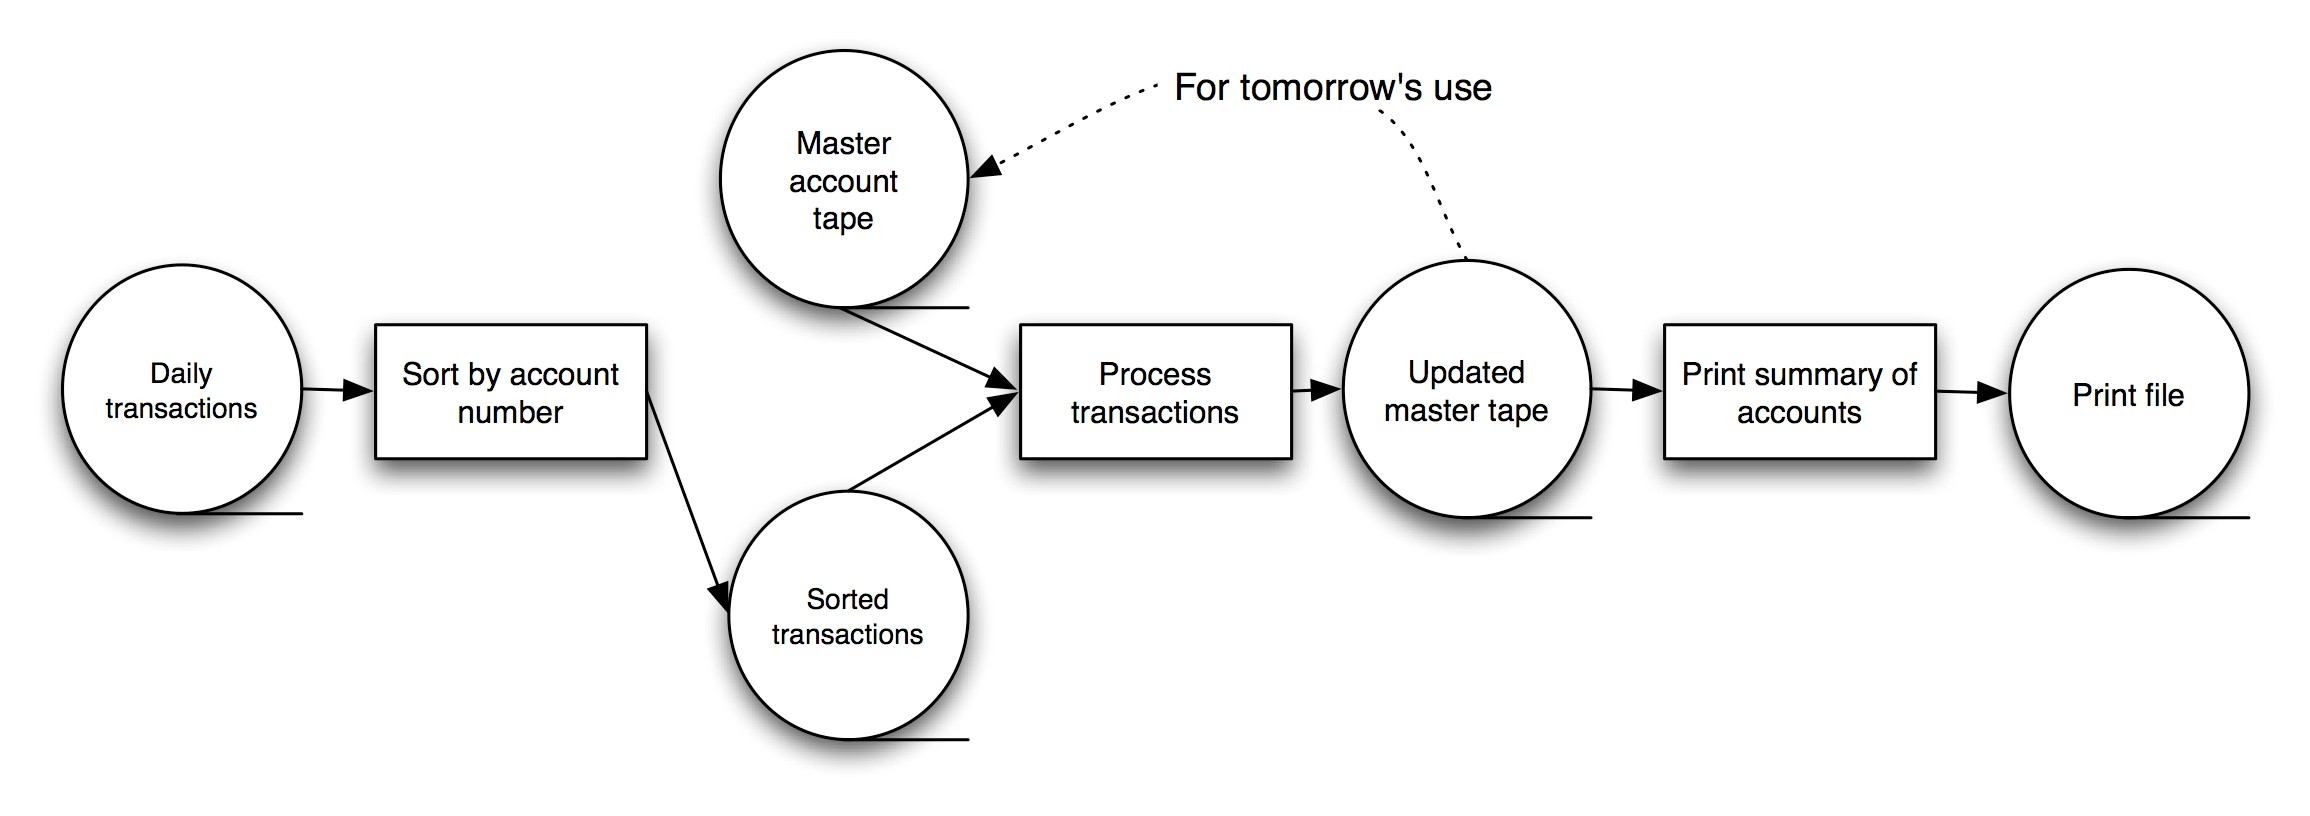 For tomorrow's use
Master
account
tape
Daily
transactions
Sort by account
number
Sorted
transactions
Process
transactions
Updated
master tape
Print summary of
accounts
Print file